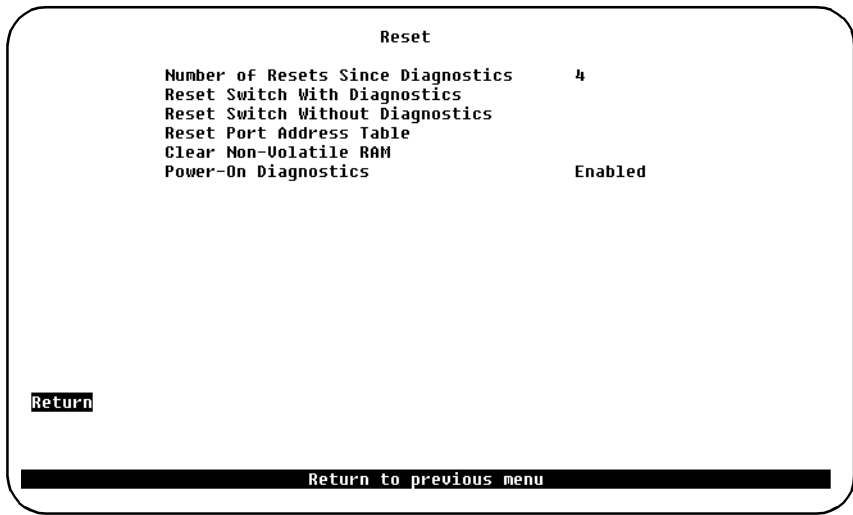 Reset
Number of Resets Since Diagnostics 4
Reset Switch With Diagnostics
Reset Switch Without Diagnostics
Reset Port Address Table
Clear Non-Volatile RAM
Power-On Diagnostics Enabled
Return
Return to previous menu